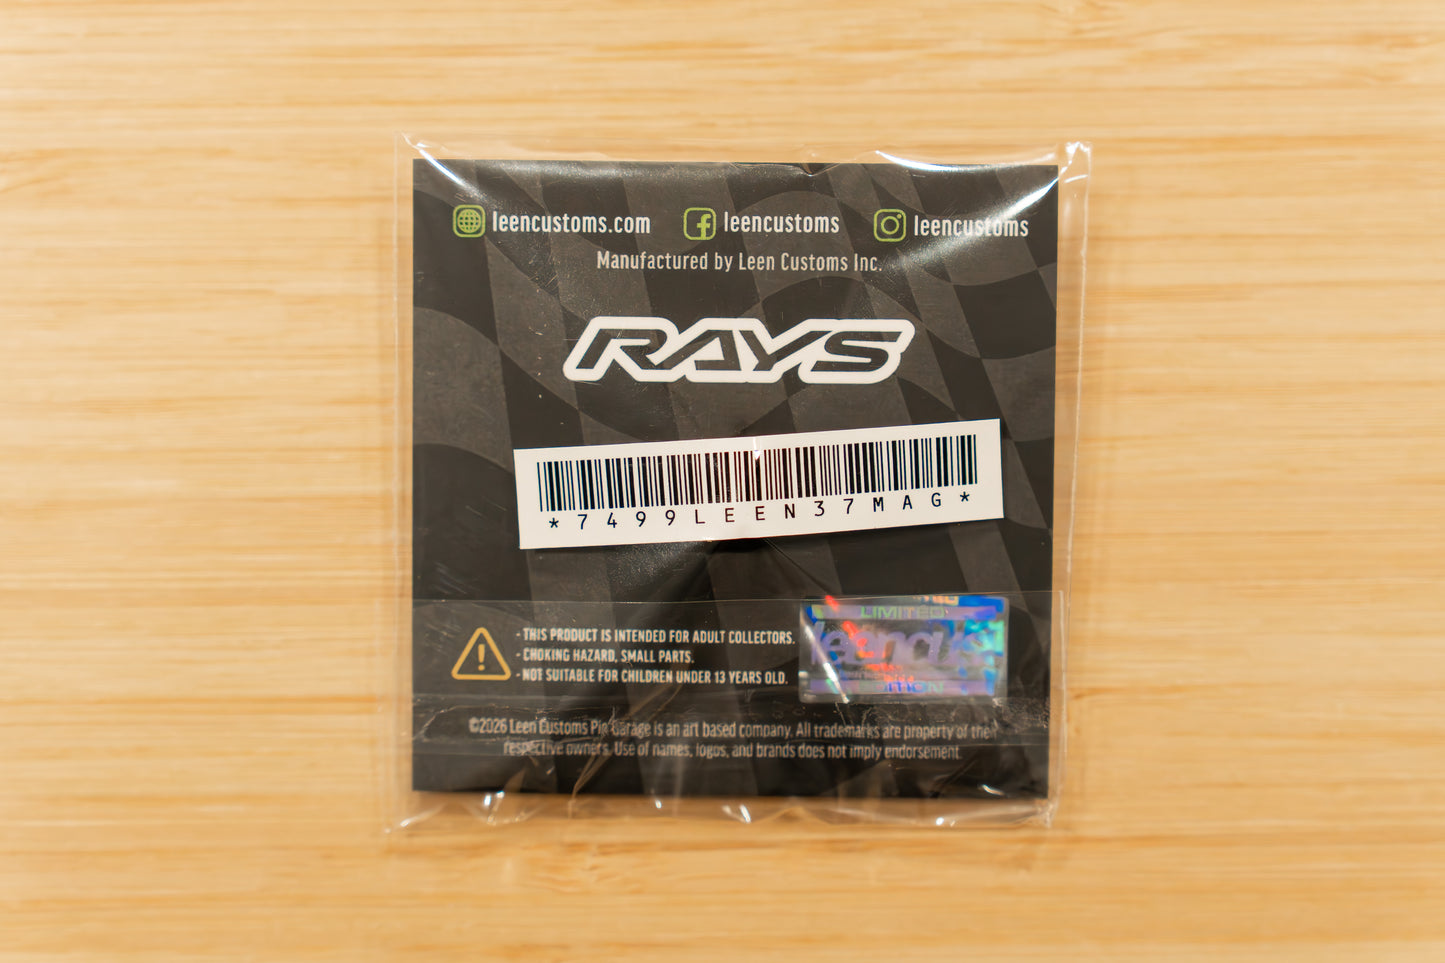 leencustoms.com leencustoms leencustoms
Manufactured by Leen Customs Inc.
RAYS
*7499LEEN37MAG*
- THIS PRODUCT IS INTENDED FOR ADULT COLLECTORS.
- CHOKING HAZARD, SMALL PARTS.
- NOT SUITABLE FOR CHILDREN UNDER 13 YEARS OLD.
LIMITED
leencust
©2026 Leen Customs Pin Garage is an art based company. All trademarks are property of their
respective owners. Use of names, logos, and brands does not imply endorsement.